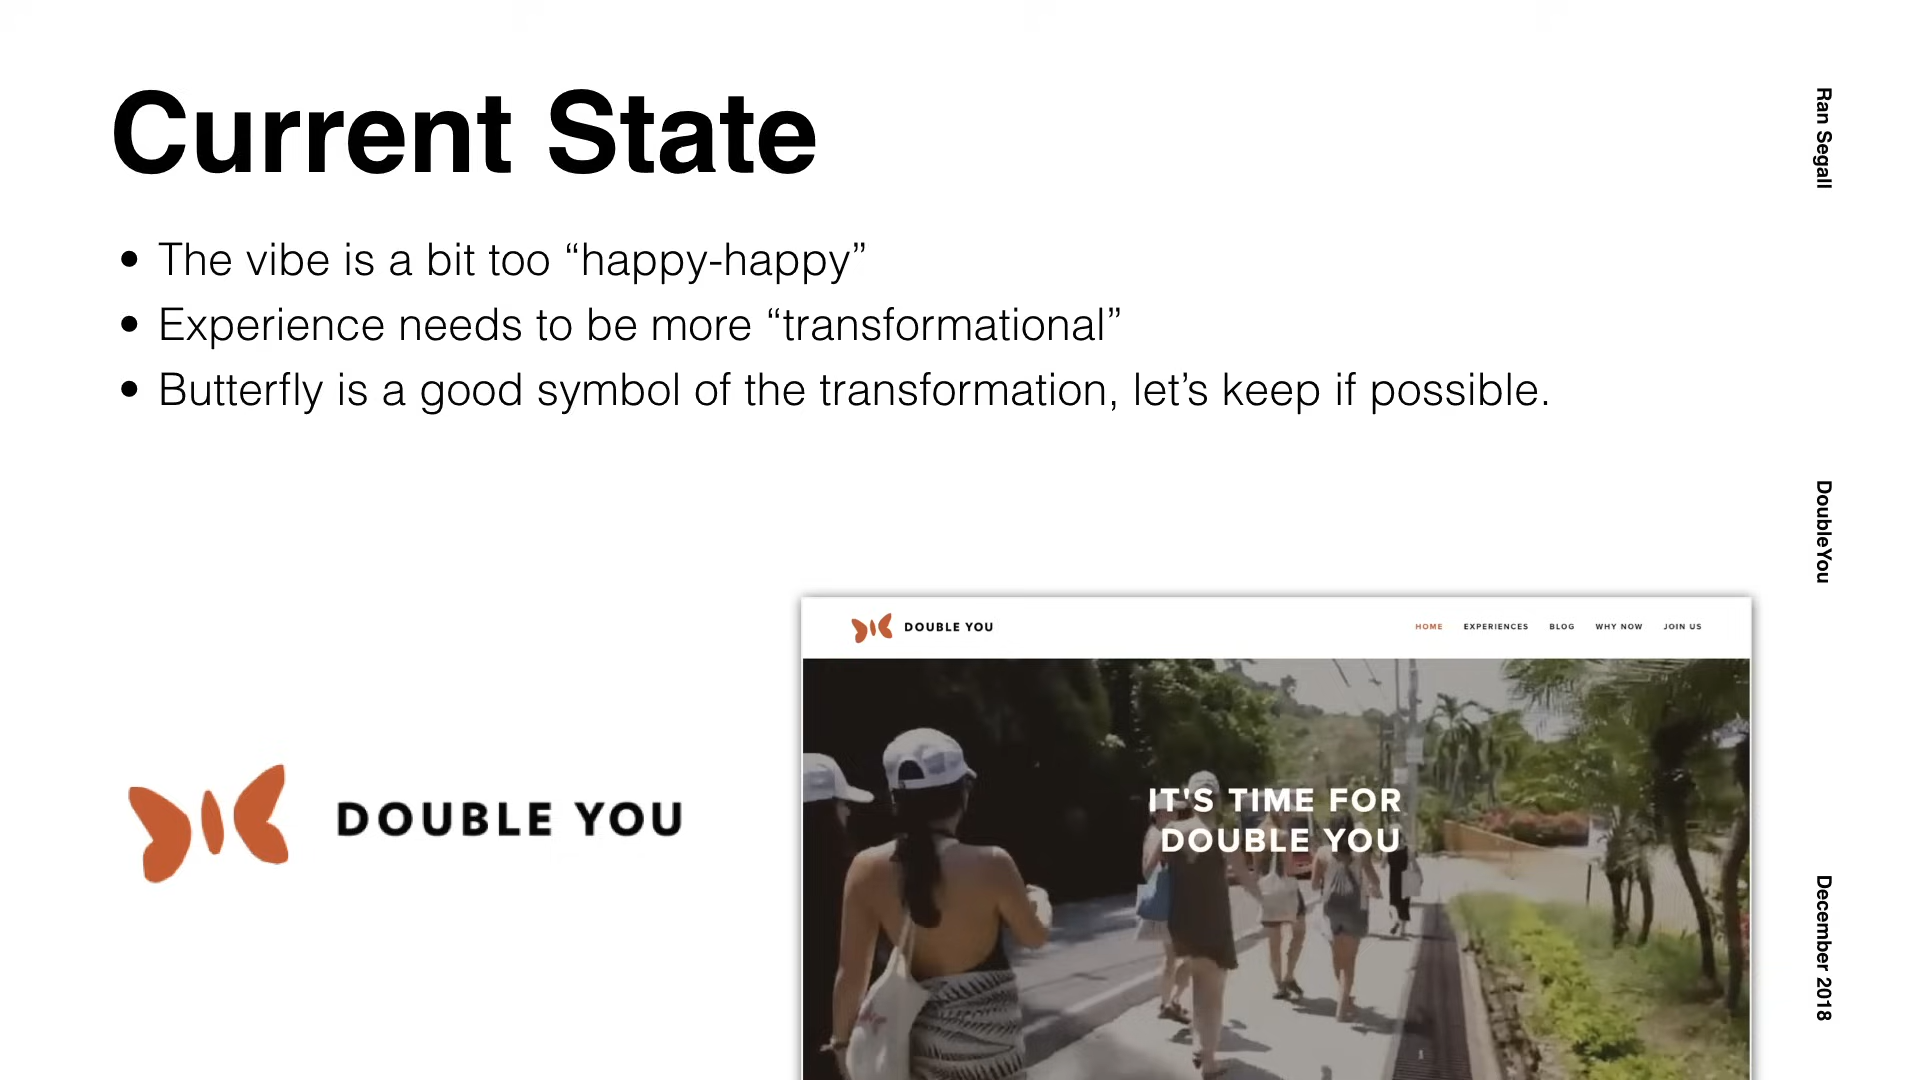 Current State
• The vibe is a bit too “happy-happy”
• Experience needs to be more “transformational”
• Butterfly is a good symbol of the transformation, let’s keep if possible.
DOUBLE YOU
DOUBLE YOU
HOME EXPERIENCES BLOG WHY NOW JOIN US
IT'S TIME FOR
DOUBLE YOU
Ran Segall
DoubleYou
December 2018